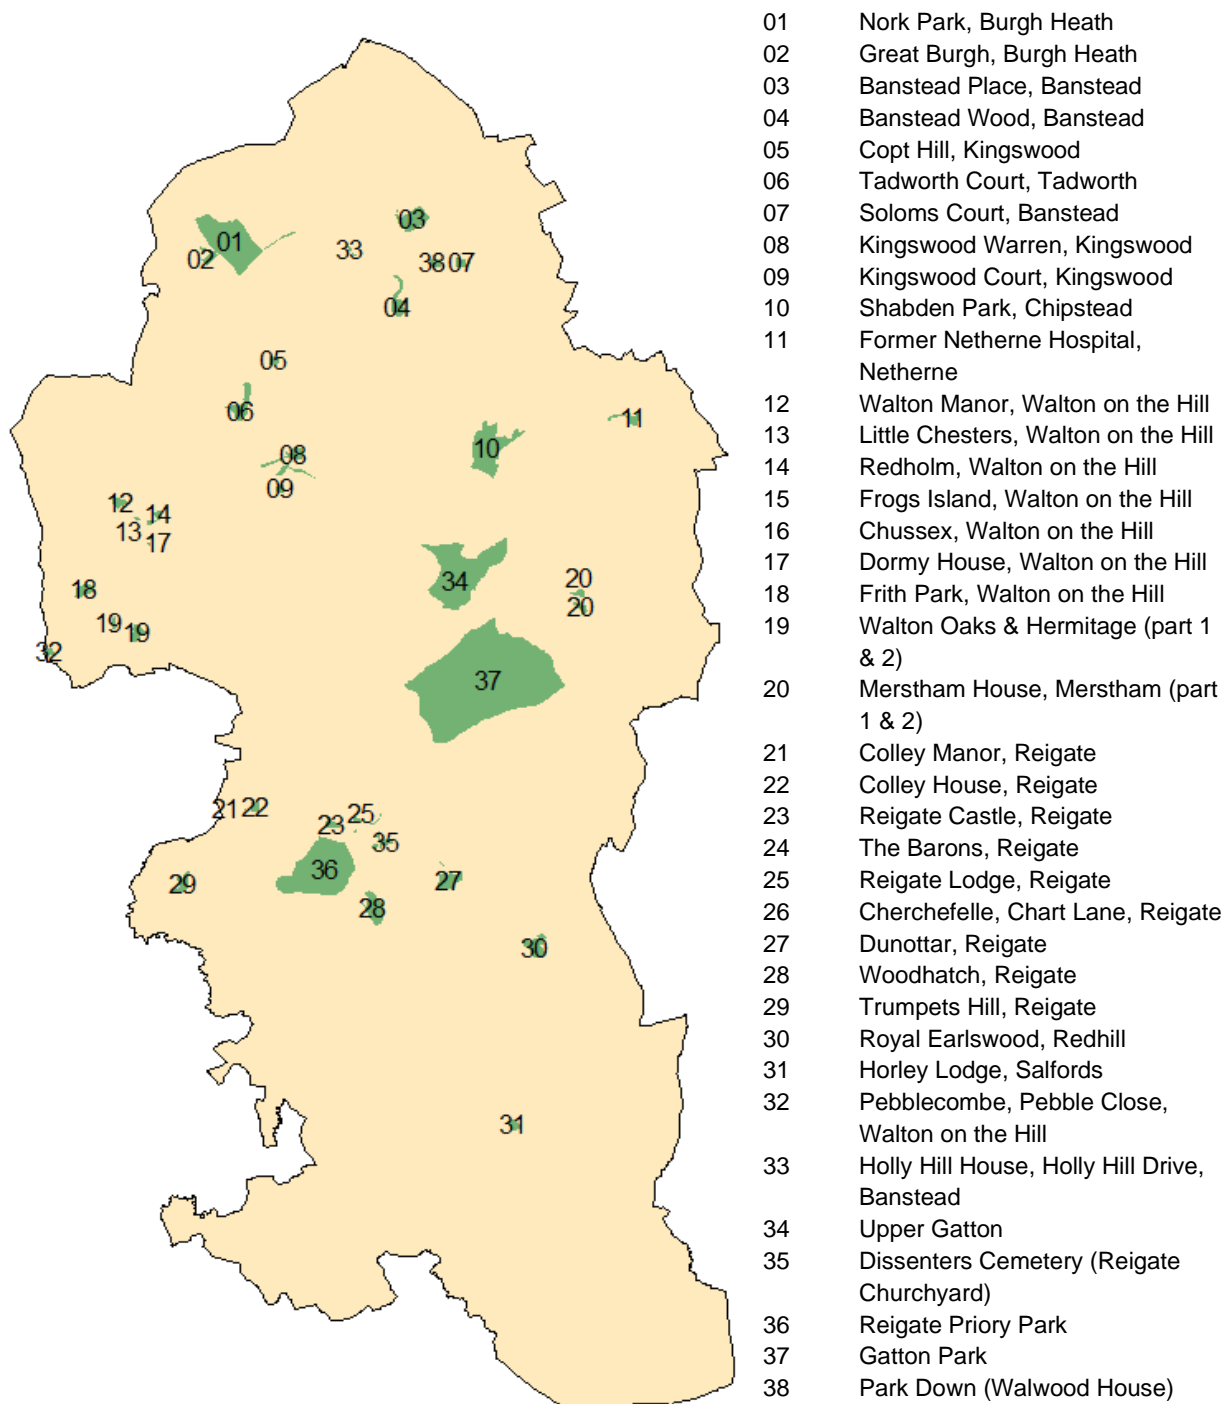 01 Nork Park, Burgh Heath
02 Great Burgh, Burgh Heath
03 Banstead Place, Banstead
04 Banstead Wood, Banstead
05 Copt Hill, Kingswood
06 Tadworth Court, Tadworth
07 Soloms Court, Banstead
08 Kingswood Warren, Kingswood
09 Kingswood Court, Kingswood
10 Shabden Park, Chipstead
11 Former Netherne Hospital,
Netherne
12 Walton Manor, Walton on the Hill
13 Little Chesters, Walton on the Hill
14 Redholm, Walton on the Hill
15 Frogs Island, Walton on the Hill
16 Chussex, Walton on the Hill
17 Dormy House, Walton on the Hill
18 Frith Park, Walton on the Hill
19 Walton Oaks & Hermitage (part 1
& 2)
20 Merstham House, Merstham (part
1 & 2)
21 Colley Manor, Reigate
22 Colley House, Reigate
23 Reigate Castle, Reigate
24 The Barons, Reigate
25 Reigate Lodge, Reigate
26 Cherchefelle, Chart Lane, Reigate
27 Dunottar, Reigate
28 Woodhatch, Reigate
29 Trumpets Hill, Reigate
30 Royal Earlswood, Redhill
31 Horley Lodge, Salfords
32 Pebblecombe, Pebble Close,
Walton on the Hill
33 Holly Hill House, Holly Hill Drive,
Banstead
34 Upper Gatton
35 Dissenters Cemetery (Reigate
Churchyard)
36 Reigate Priory Park
37 Gatton Park
38 Park Down (Walwood House)
03
01
33
02
38 07
04
05
06
11
10
08
09
12
14
13
17
20
34
18
20
19
19
32
37
21 22
25
23
35
36
27
29
28
30
31